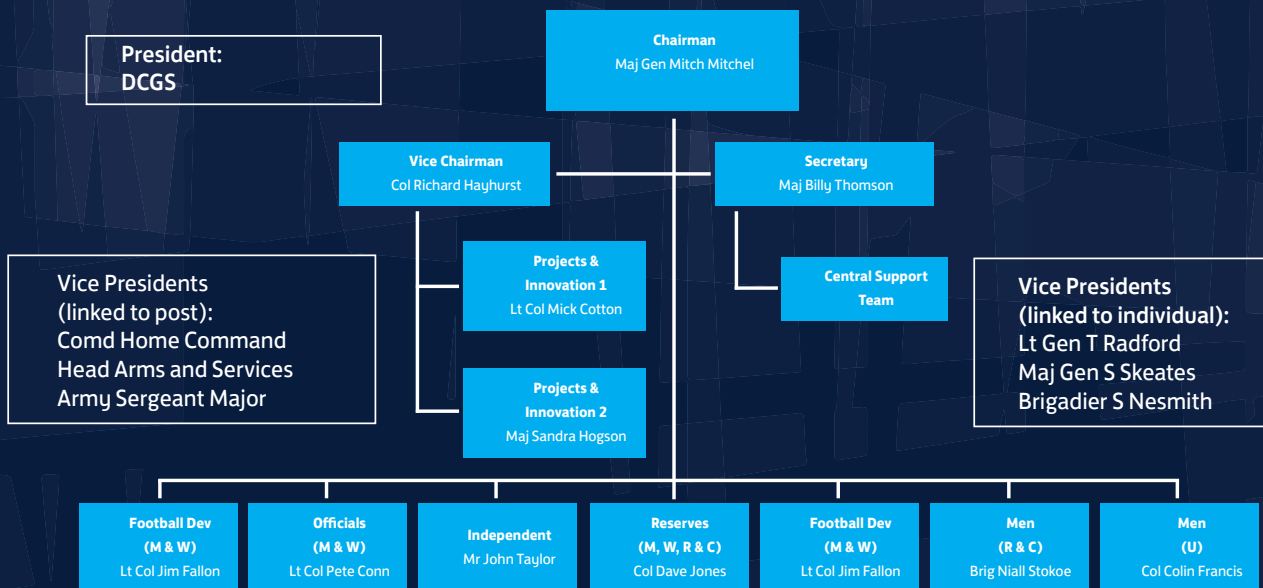 President:
DCGS
Chairman
Maj Gen Mitch Mitchel
Vice Chairman
Col Richard Hayhurst
Secretary
Maj Billy Thomson
Projects &
Innovation 1
Lt Col Mick Cotton
Central Support
Team
Vice Presidents
(linked to post):
Comd Home Command
Head Arms and Services
Army Sergeant Major
Vice Presidents
(linked to individual):
Lt Gen T Radford
Maj Gen S Skeates
Brigadier S Nesmith
Projects &
Innovation 2
Maj Sandra Hogson
Football Dev
(M & W)
Lt Col Jim Fallon
Officials
(M & W)
Lt Col Pete Conn
Independent
Mr John Taylor
Reserves
(M, W, R & C)
Col Dave Jones
Football Dev
(M & W)
Lt Col Jim Fallon
Men
(R & C)
Brig Niall Stokoe
Men
(U)
Col Colin Francis